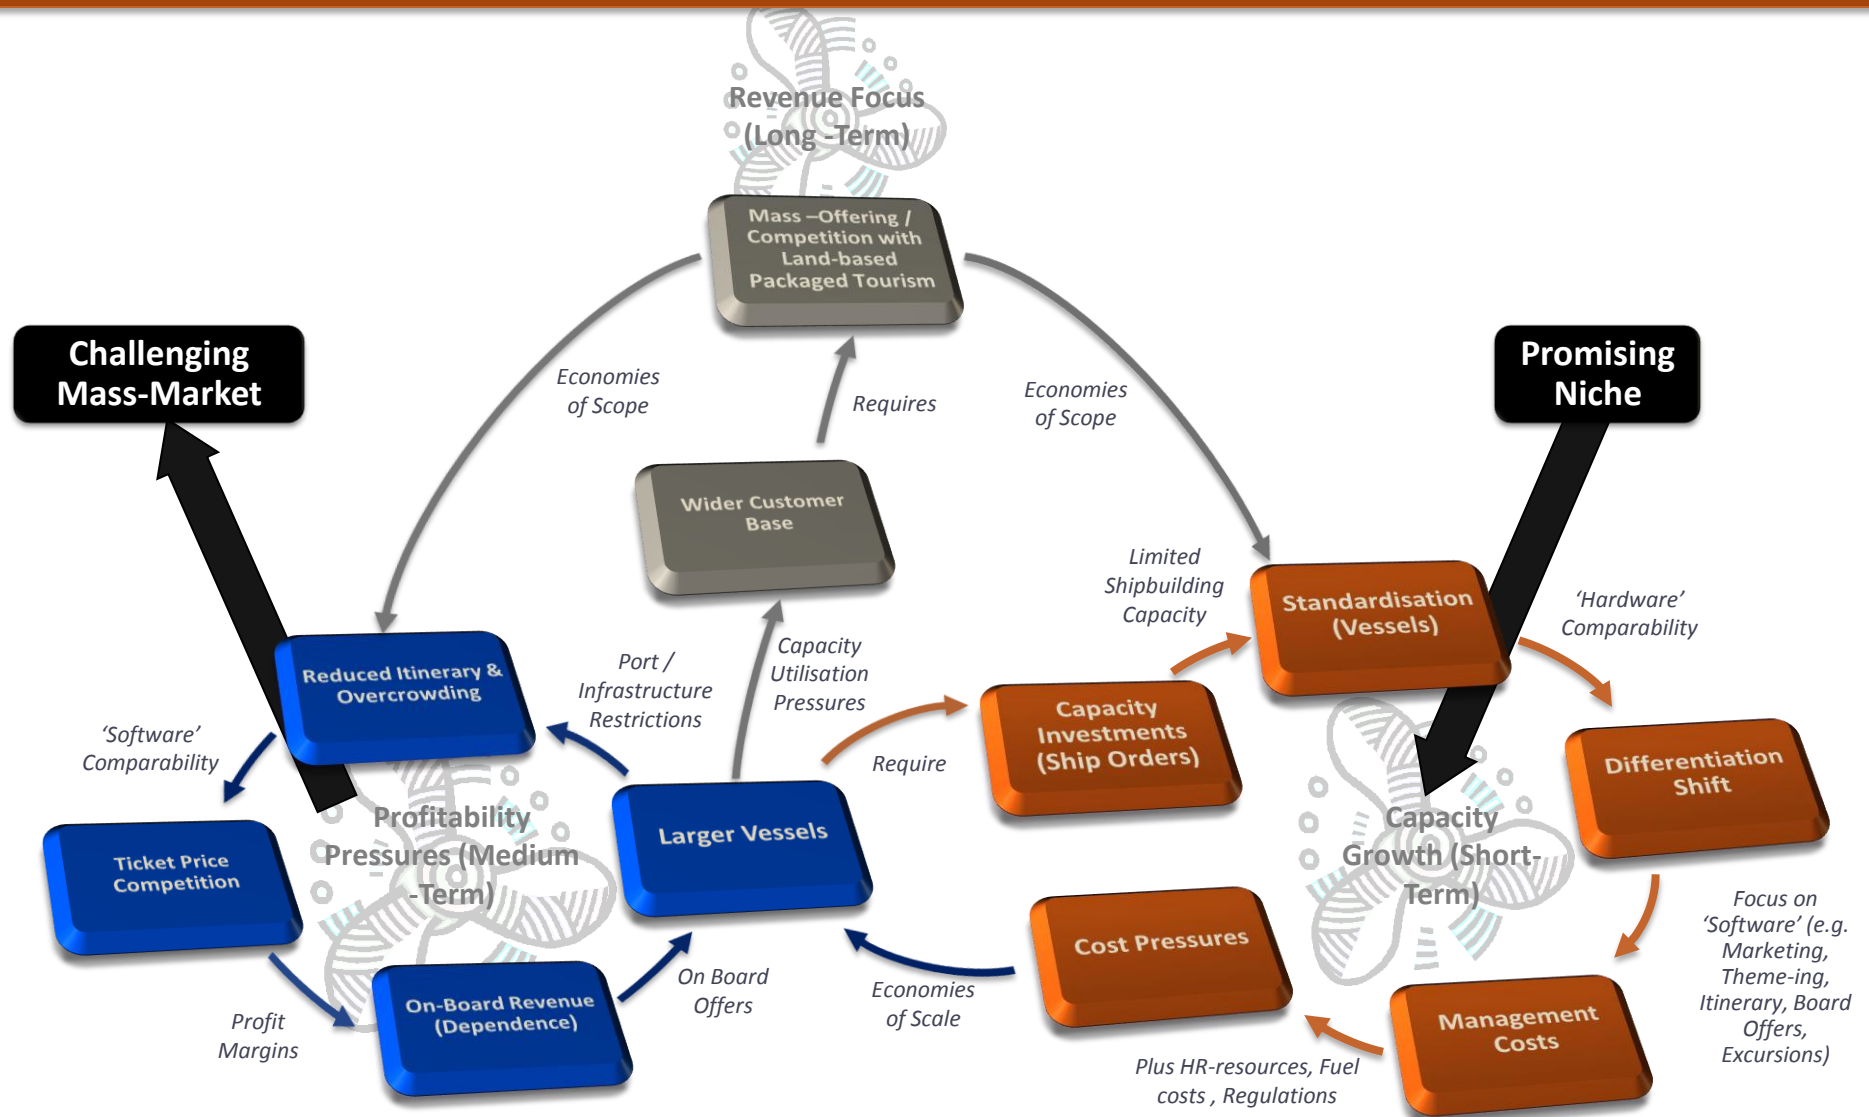 Revenue Focus
(Long -Term)
Mass –Offering /
Competition with
Land-based
Packaged Tourism
Challenging
Mass-Market
Promising
Niche
Economies
of Scope
Requires
Economies
of Scope
Wider Customer
Base
Limited
Shipbuilding
Capacity
Standardisation
(Vessels)
‘Hardware’
Comparability
Reduced Itinerary &
Overcrowding
Port /
Infrastructure
Restrictions
Capacity
Utilisation
Pressures
Capacity
Investments
(Ship Orders)
Differentiation
Shift
‘Software’
Comparability
Require
Profitability
Pressures (Medium
-Term)
Larger Vessels
Capacity
Growth (Short-
Term)
Ticket Price
Competition
Cost Pressures
Focus on
‘Software’ (e.g.
Marketing,
Theme-ing,
Itinerary, Board
Offers,
Excursions)
On-Board Revenue
(Dependence)
On Board
Offers
Economies
of Scale
Management
Costs
Profit
Margins
Plus HR-resources, Fuel
costs , Regulations